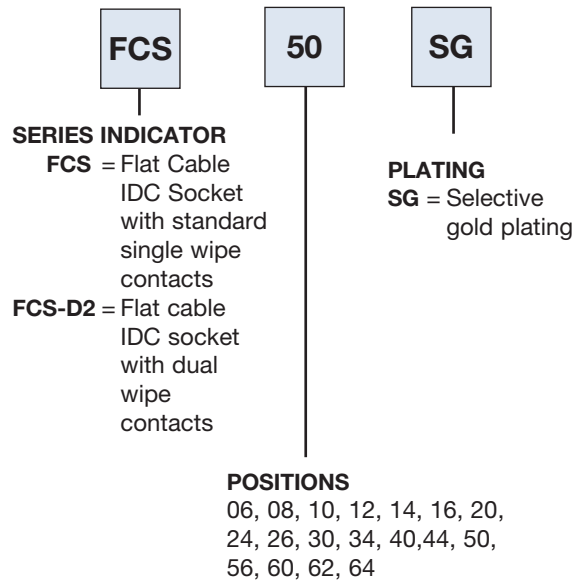 FCS 50 SG
SERIES INDICATOR
FCS = Flat Cable
IDC Socket
with standard
single wipe
contacts
FCS-D2 = Flat cable
IDC socket
with dual
wipe
contacts
PLATING
SG = Selective
gold plating
POSITIONS
06, 08, 10, 12, 14, 16, 20,
24, 26, 30, 34, 40,44, 50,
56, 60, 62, 64